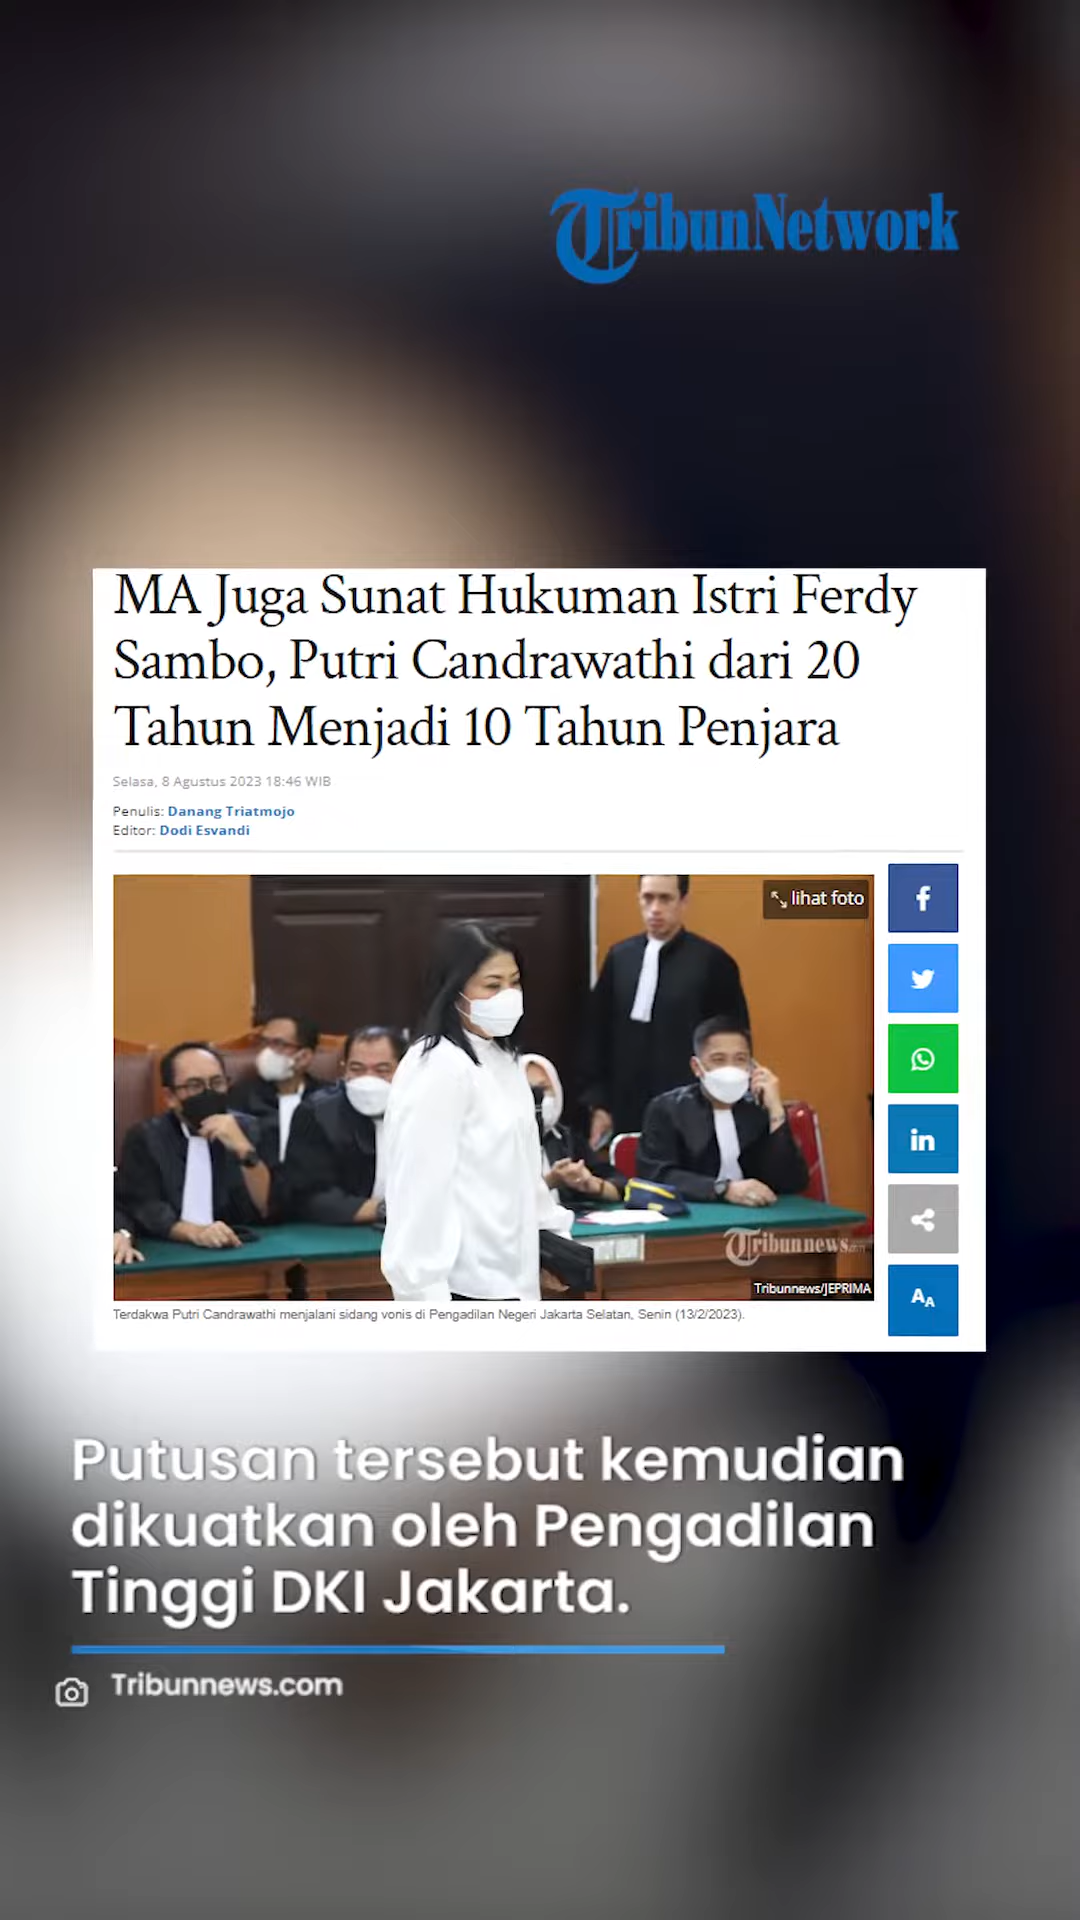 TribunNetwork
MA Juga Sunat Hukuman Istri Ferdy
Sambo, Putri Candrawathi dari 20
Tahun Menjadi 10 Tahun Penjara
Selasa, 8 Agustus 2023 18:46 WIB
Penulis: Danang Triatmojo
Editor: Dodi Esvandi
lihat foto
f
in
AA
Tribunnews.com
Tribunnews/JEPRIMA
Terdakwa Putri Candrawathi menjalani sidang vonis di Pengadilan Negeri Jakarta Selatan, Senin (13/2/2023).
Putusan tersebut kemudian
dikuatkan oleh Pengadilan
Tinggi DKI Jakarta.
Tribunnews.com